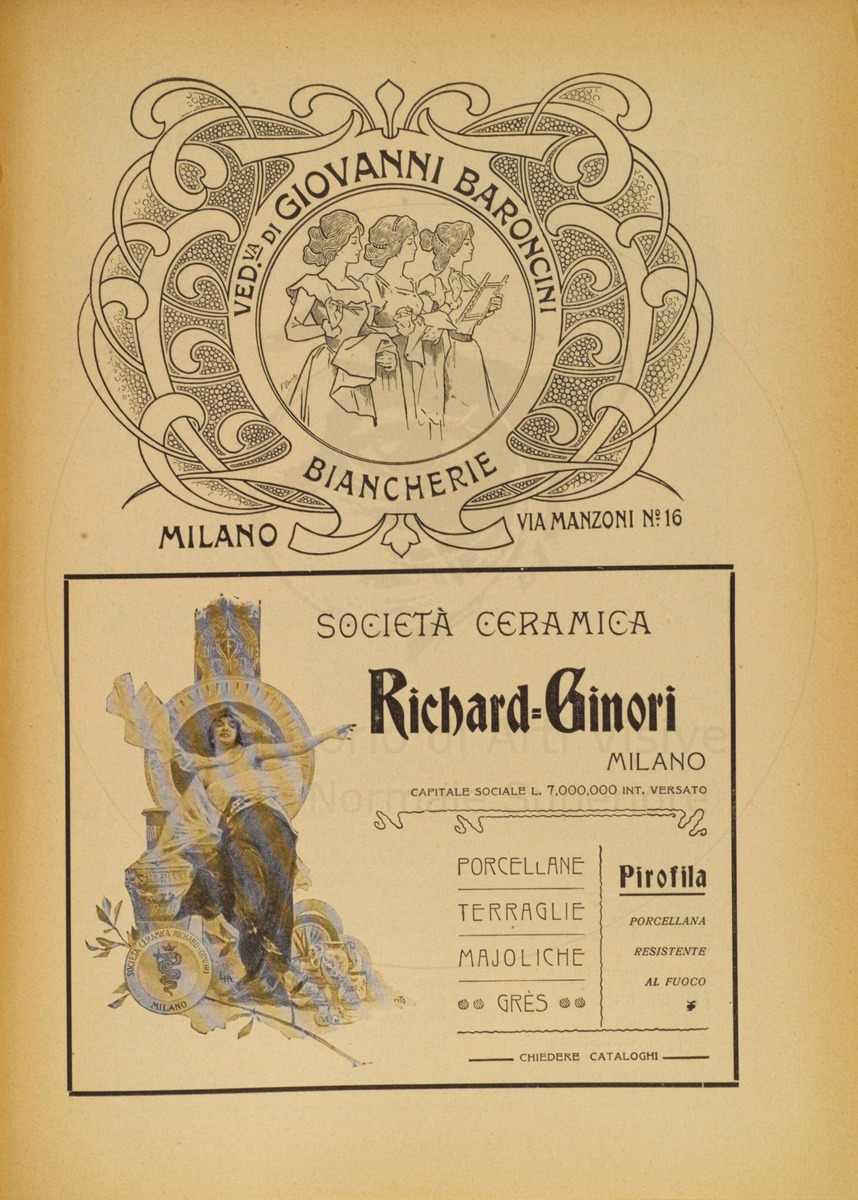 VED.VA DI GIOVANNI BARONCINI
BIANCHERIE
MILANO
VIA MANZONI Nº 16
SOCIETÀ CERAMICA
Richard=Ginori
MILANO
CAPITALE SOCIALE L. 7,000,000 INT. VERSATO
PORCELLANE
TERRAGLIE
MAJOLICHE
GRÈS
Pirofila
PORCELLANA
RESISTENTE
AL FUOCO
CHIEDERE CATALOGHI
SOCIETÀ CERAMICA RICHARD-GINORI
MILANO